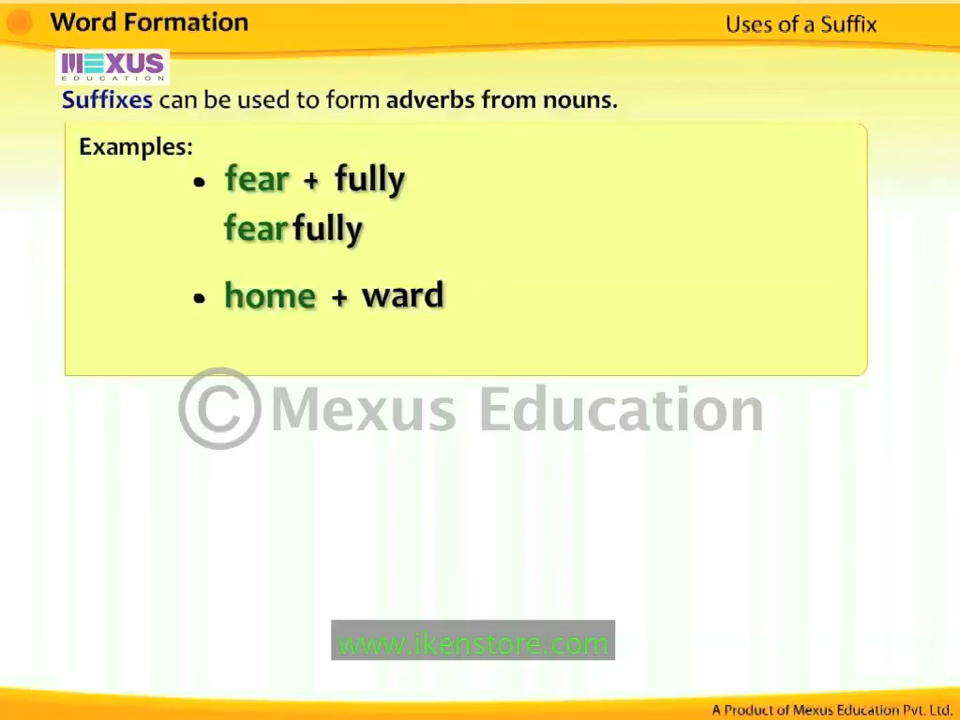 Word Formation
Uses of a Suffix
MEXUS
EDUCATION
Suffixes can be used to form adverbs from nouns.
Examples:
• fear + fully
fearfully
• home + ward
© Mexus Education
www.ikenstore.com
A Product of Mexus Education Pvt. Ltd.